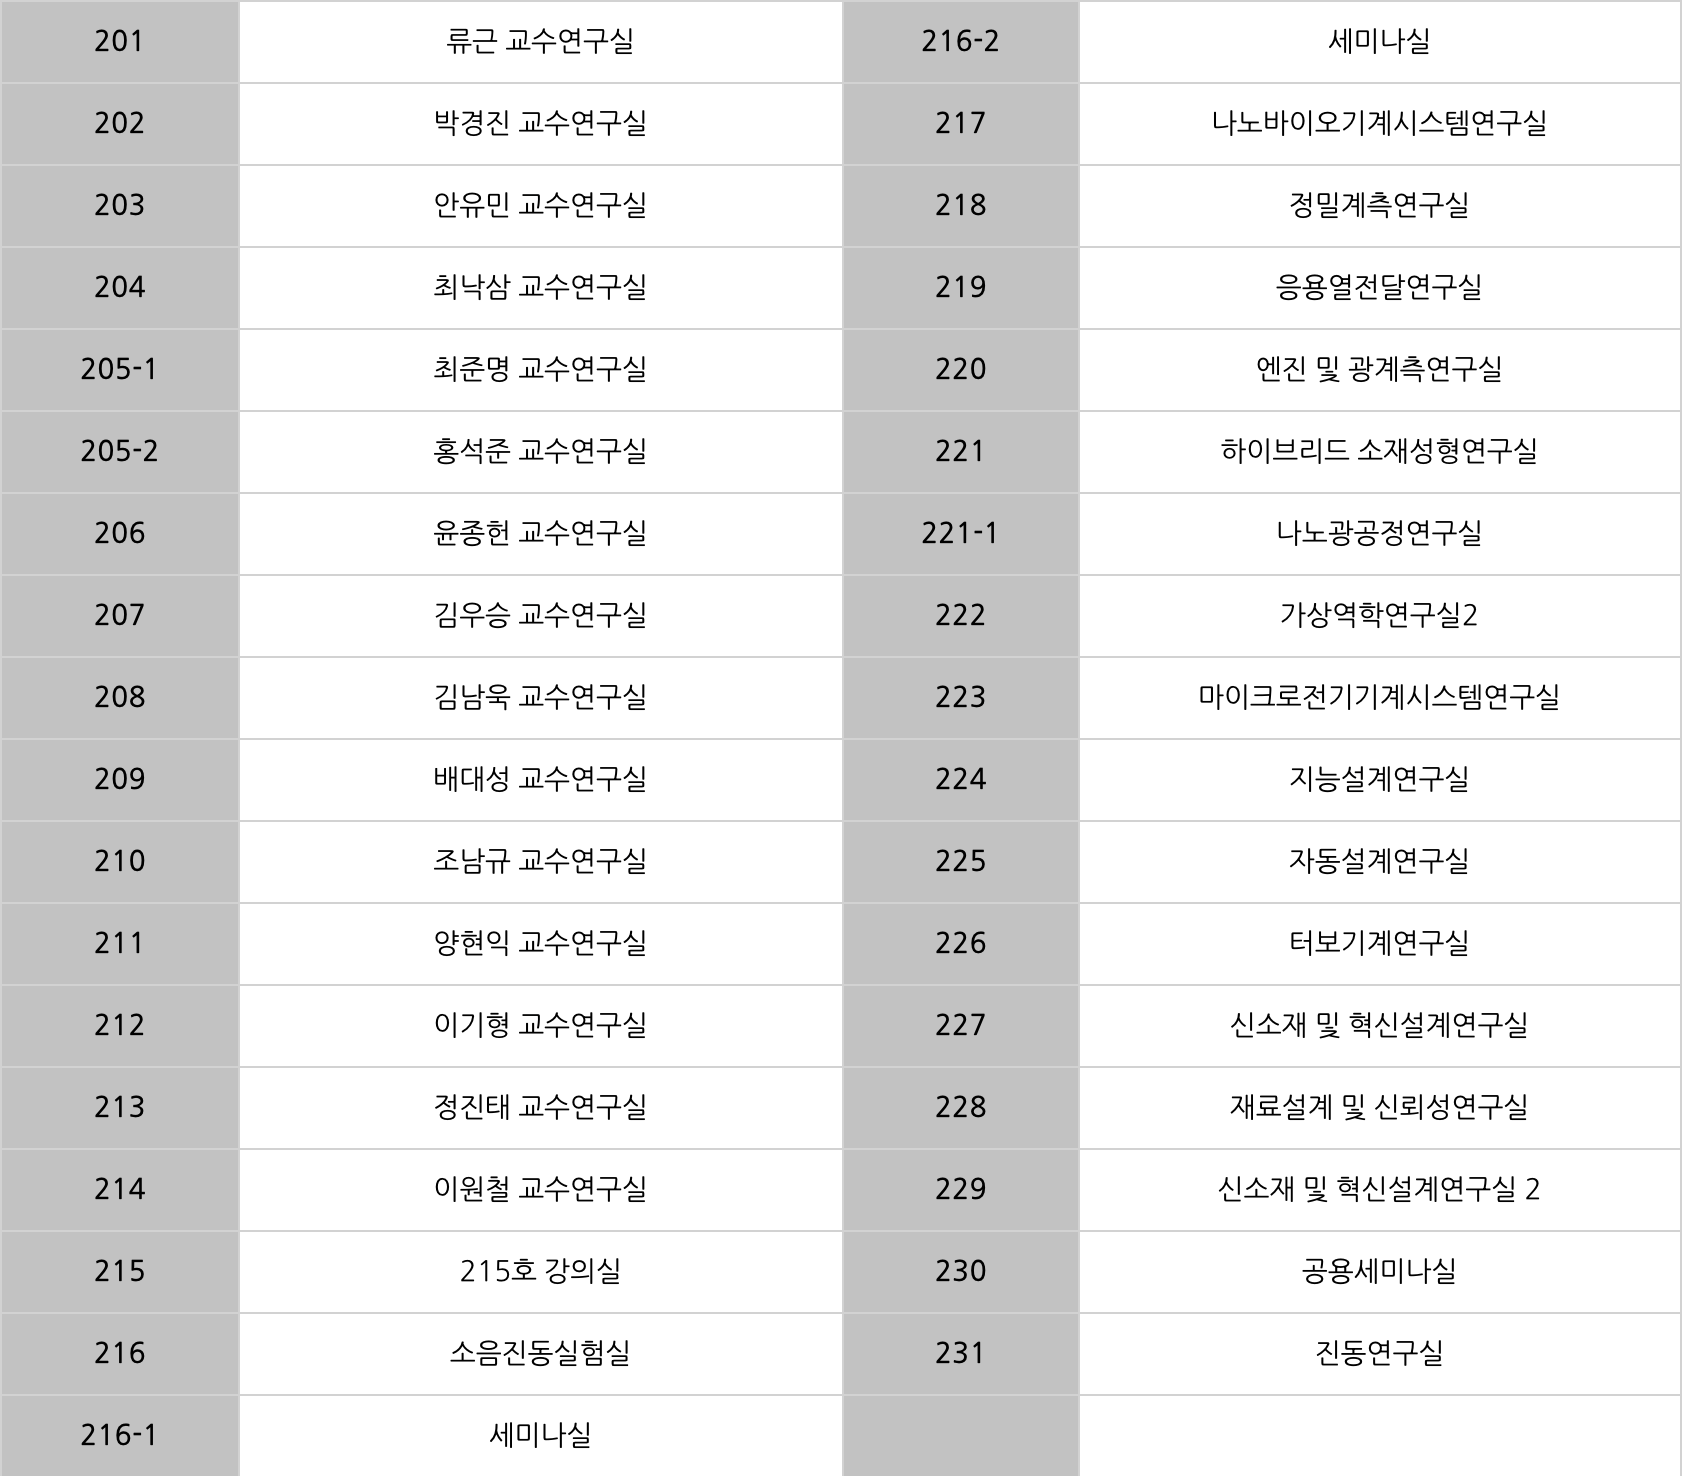 201 류근 교수연구실 216-2 세미나실
202 박경진 교수연구실 217 나노바이오기계시스템연구실
203 안유민 교수연구실 218 정밀계측연구실
204 최낙삼 교수연구실 219 응용열전달연구실
205-1 최준명 교수연구실 220 엔진 및 광계측연구실
205-2 홍석준 교수연구실 221 하이브리드 소재성형연구실
206 윤종헌 교수연구실 221-1 나노광공정연구실
207 김우승 교수연구실 222 가상역학연구실2
208 김남욱 교수연구실 223 마이크로전기기계시스템연구실
209 배대성 교수연구실 224 지능설계연구실
210 조남규 교수연구실 225 자동설계연구실
211 양현익 교수연구실 226 터보기계연구실
212 이기형 교수연구실 227 신소재 및 혁신설계연구실
213 정진태 교수연구실 228 재료설계 및 신뢰성연구실
214 이원철 교수연구실 229 신소재 및 혁신설계연구실 2
215 215호 강의실 230 공용세미나실
216 소음진동실험실 231 진동연구실
216-1 세미나실